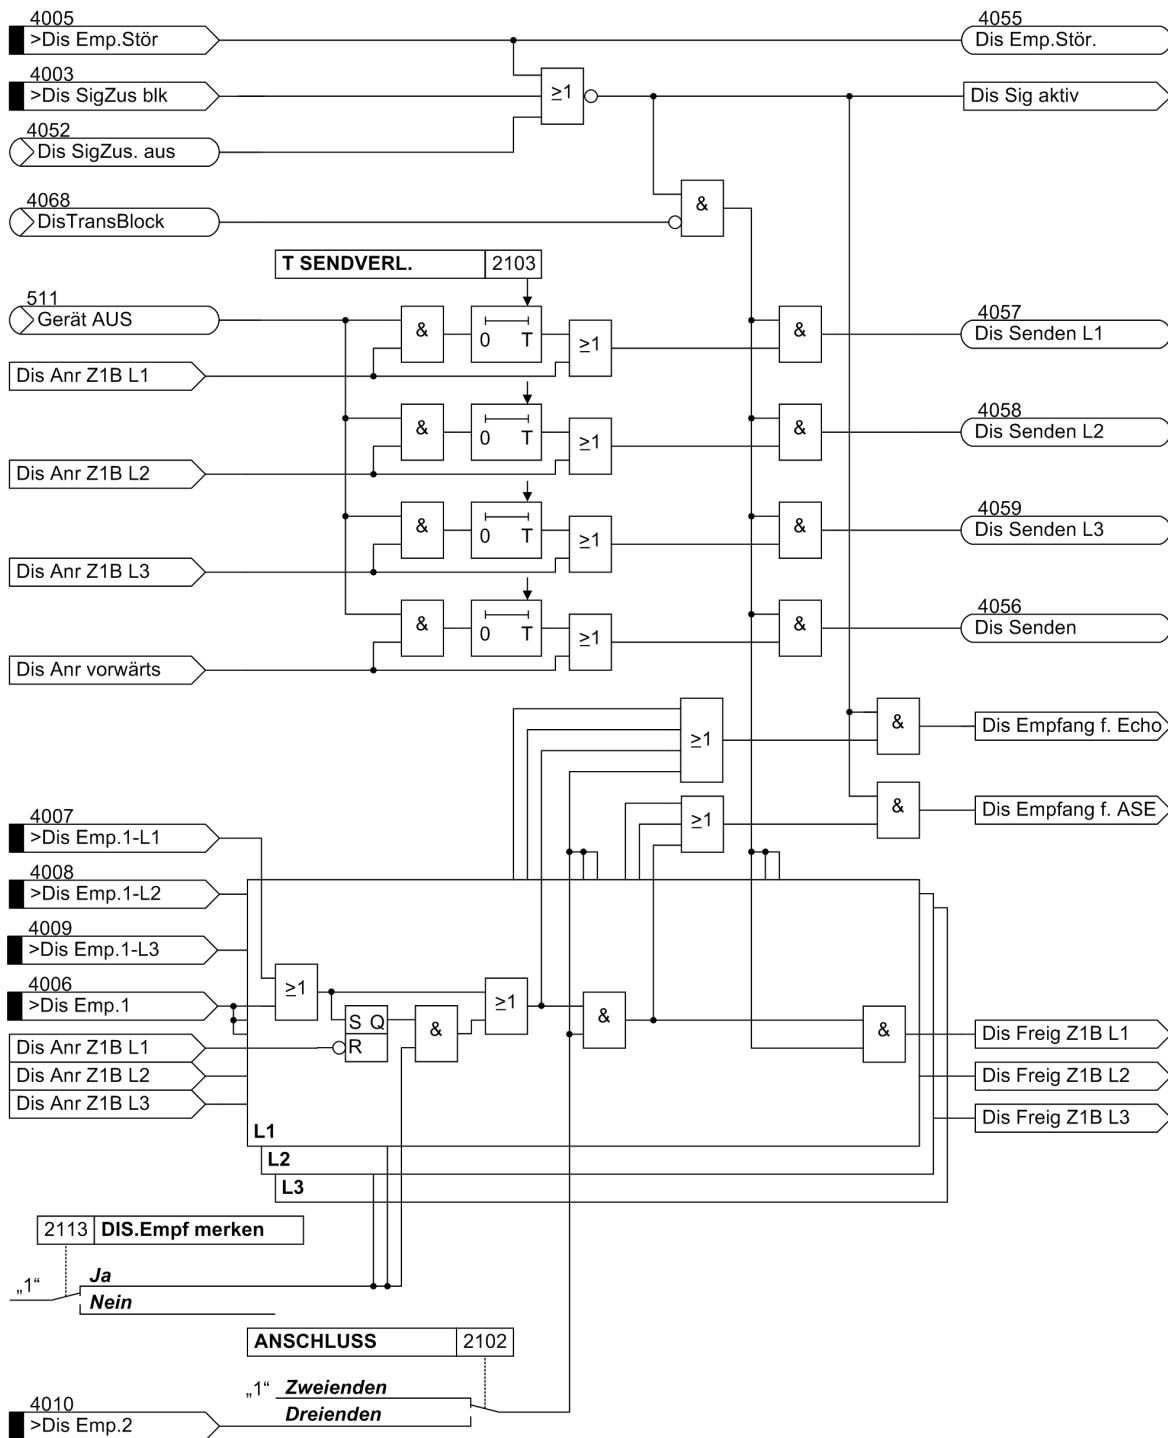 4005
>Dis Emp.Stör
4055
Dis Emp.Stör.
4003
>Dis SigZus blk
≥1
Dis Sig aktiv
4052
Dis SigZus. aus
4068
DisTransBlock
&
T SENDVERL. 2103
511
Gerät AUS
& 0 T ≥1 &
4057
Dis Senden L1
Dis Anr Z1B L1
& 0 T ≥1 &
4058
Dis Senden L2
Dis Anr Z1B L2
& 0 T ≥1 &
4059
Dis Senden L3
Dis Anr Z1B L3
& 0 T ≥1 &
4056
Dis Senden
Dis Anr vorwärts
≥1 &
Dis Empfang f. Echo
≥1 &
Dis Empfang f. ASE
4007
>Dis Emp.1-L1
4008
>Dis Emp.1-L2
4009
>Dis Emp.1-L3
4006
>Dis Emp.1
≥1
S Q
R
& ≥1 & &
Dis Anr Z1B L1
Dis Anr Z1B L2
Dis Anr Z1B L3
Dis Freig Z1B L1
Dis Freig Z1B L2
Dis Freig Z1B L3
L1
L2
L3
2113 DIS.Empf merken
„1“
Ja
Nein
ANSCHLUSS 2102
„1“ Zweienden
Dreienden
4010
>Dis Emp.2